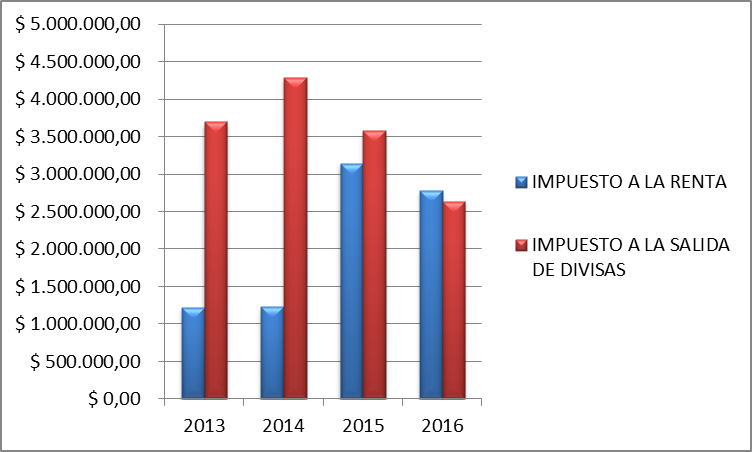 $ 5.000.000,00
$ 4.500.000,00
$ 4.000.000,00
$ 3.500.000,00
$ 3.000.000,00
$ 2.500.000,00
$ 2.000.000,00
$ 1.500.000,00
$ 1.000.000,00
$ 500.000,00
$ 0,00
2013 2014 2015 2016
IMPUESTO A LA RENTA
IMPUESTO A LA SALIDA
DE DIVISAS